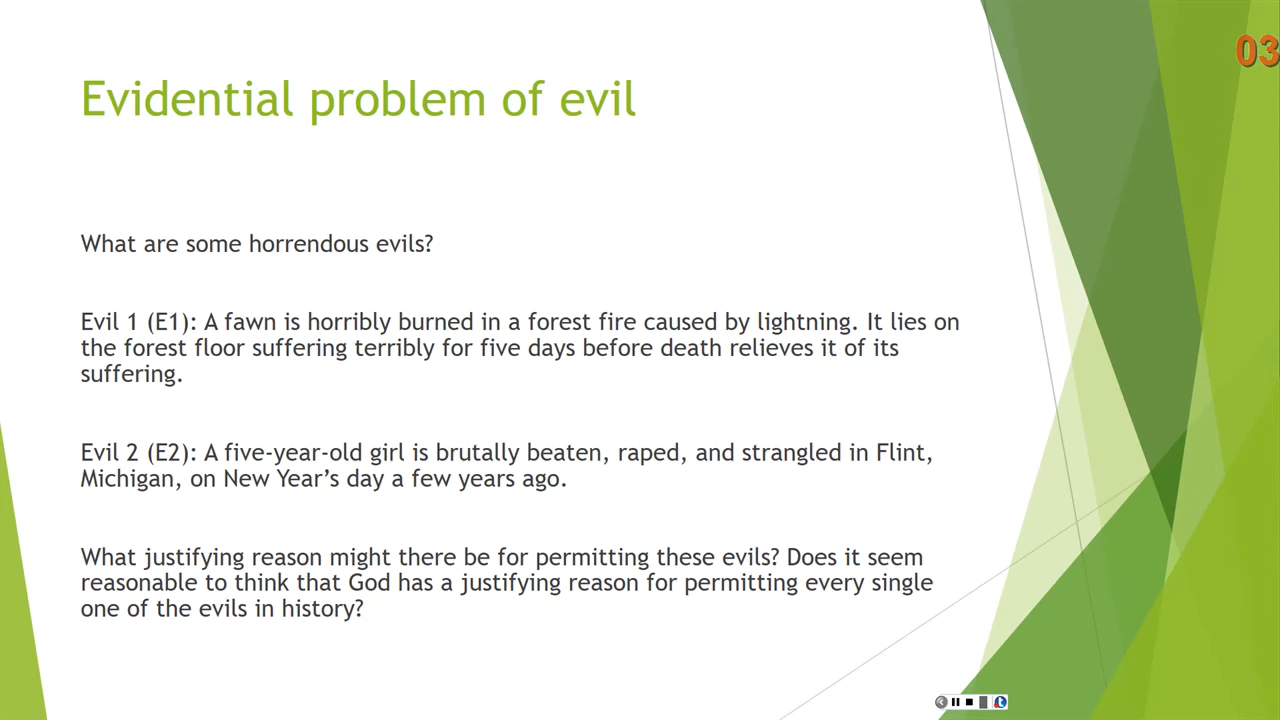 03
Evidential problem of evil
What are some horrendous evils?
Evil 1 (E1): A fawn is horribly burned in a forest fire caused by lightning. It lies on
the forest floor suffering terribly for five days before death relieves it of its
suffering.
Evil 2 (E2): A five-year-old girl is brutally beaten, raped, and strangled in Flint,
Michigan, on New Year’s day a few years ago.
What justifying reason might there be for permitting these evils? Does it seem
reasonable to think that God has a justifying reason for permitting every single
one of the evils in history?